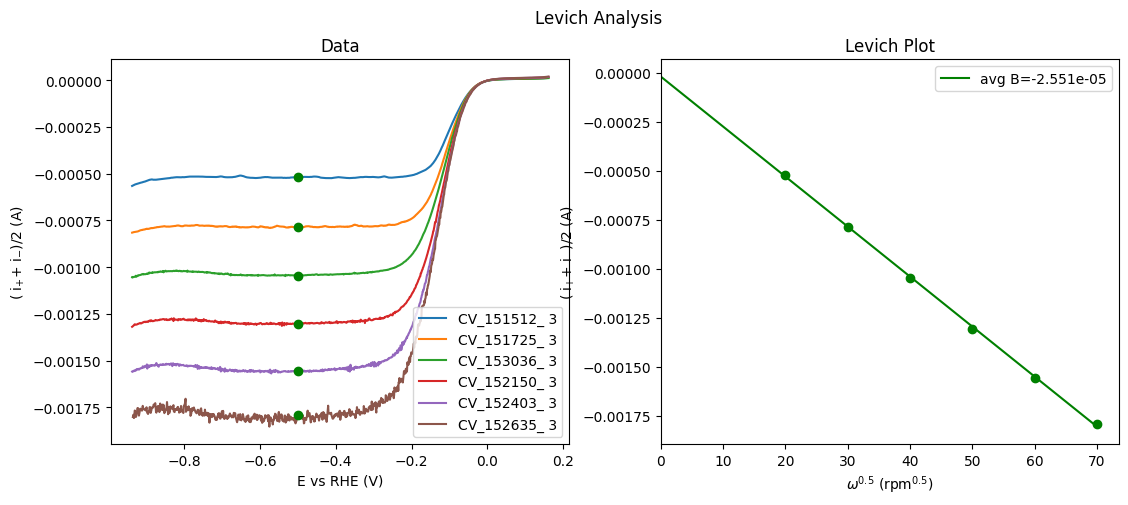 Levich Analysis
Data
0.00000
−0.00025
−0.00050
−0.00075
−0.00100
−0.00125
−0.00150
−0.00175
( i₊+ i₋)/2 (A)
−0.8
−0.6
−0.4
−0.2
0.0
0.2
E vs RHE (V)
CV_151512_ 3
CV_151725_ 3
CV_153036_ 3
CV_152150_ 3
CV_152403_ 3
CV_152635_ 3
Levich Plot
0.00000
−0.00025
−0.00050
−0.00075
−0.00100
−0.00125
−0.00150
−0.00175
( i₊+ i₋)/2 (A)
0
10
20
30
40
50
60
70
ω^0.5 (rpm^0.5)
avg B=-2.551e-05